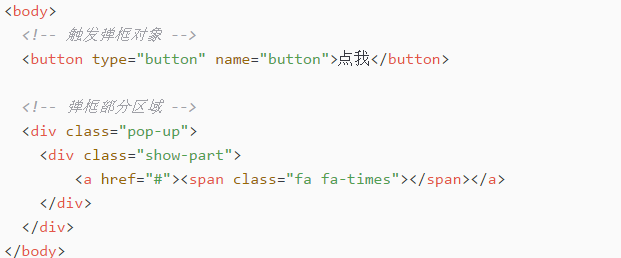 <body>
<!-- 触发弹框对象 -->
<button type="button" name="button">点我</button>
<!-- 弹框部分区域 -->
<div class="pop-up">
<div class="show-part">
<a href="#"><span class="fa fa-times"></span></a>
</div>
</div>
</body>